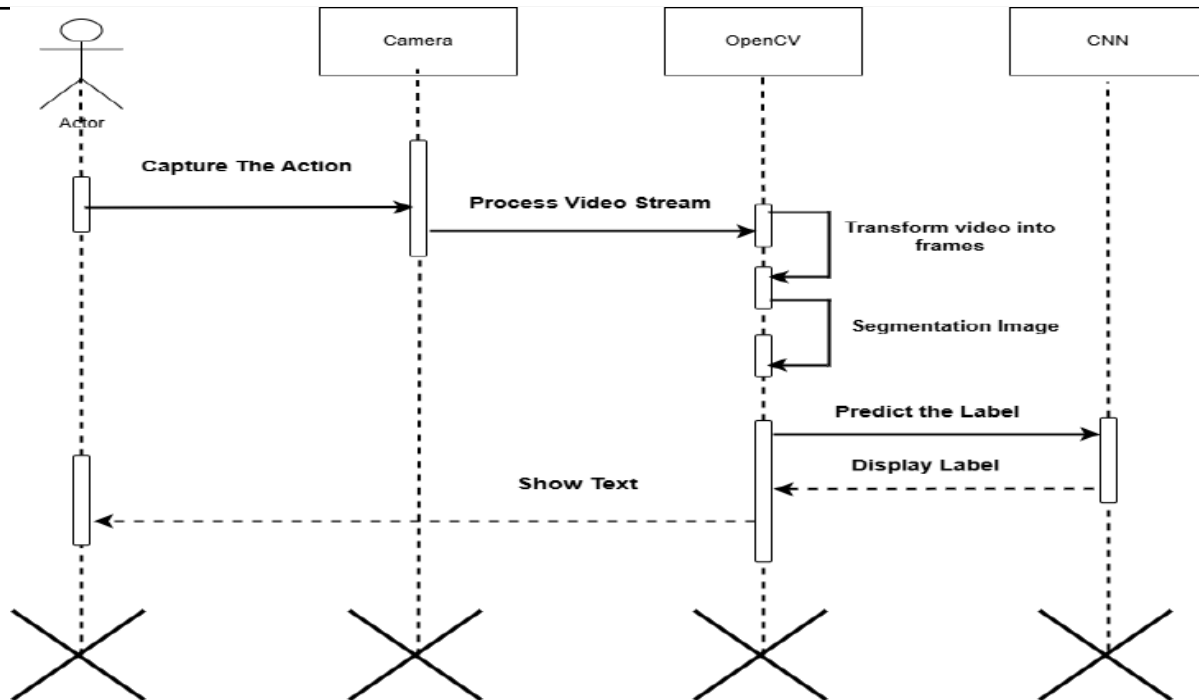 Camera
OpenCV
CNN
Actor
Capture The Action
Process Video Stream
Transform video into
frames
Segmentation Image
Predict the Label
Display Label
Show Text